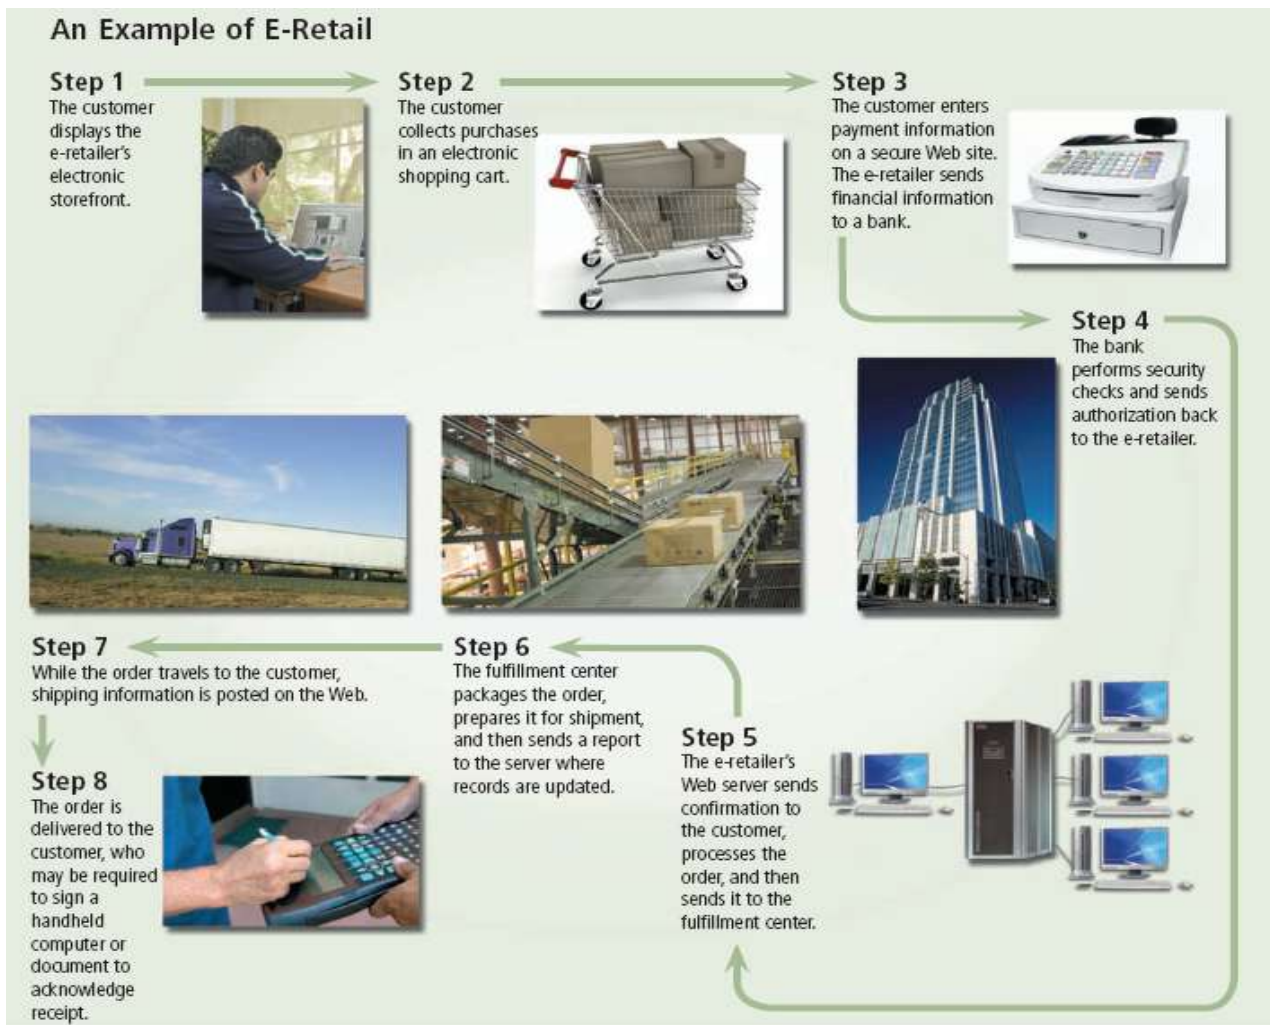 An Example of E-Retail
Step 1
The customer
displays the
e-retailer's
electronic
storefront.
Step 2
The customer
collects purchases
in an electronic
shopping cart.
Step 3
The customer enters
payment information
on a secure Web site.
The e-retailer sends
financial information
to a bank.
Step 4
The bank
performs security
checks and sends
authorization back
to the e-retailer.
Step 5
The e-retailer's
Web server sends
confirmation to
the customer,
processes the
order, and then
sends it to the
fulfillment center.
Step 6
The fulfillment center
packages the order,
prepares it for shipment,
and then sends a report
to the server where
records are updated.
Step 7
While the order travels to the customer,
shipping information is posted on the Web.
Step 8
The order is
delivered to the
customer, who
may be required
to sign a
handheld
computer or
document to
acknowledge
receipt.